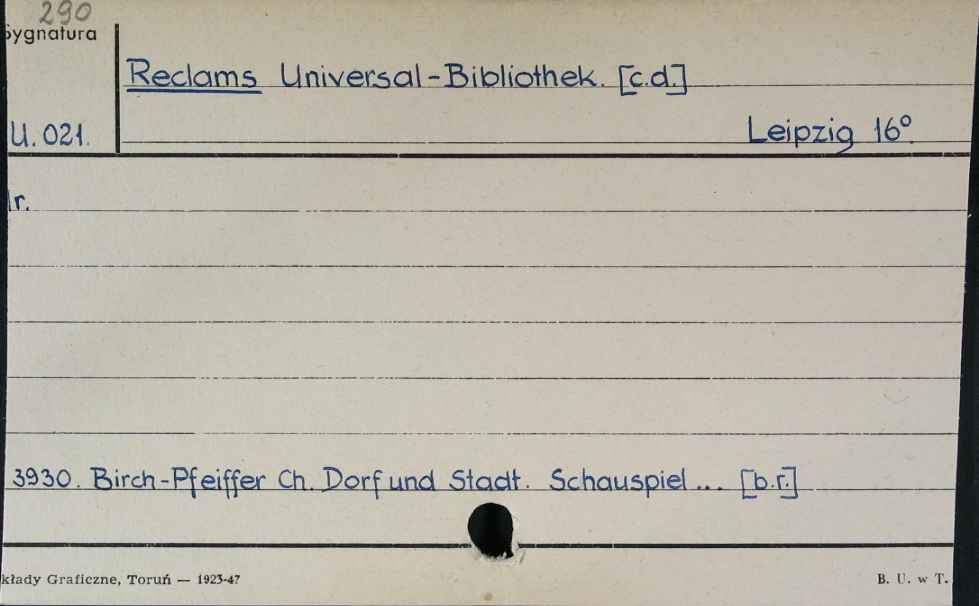 290
Sygnatura
Reclams Universal-Bibliothek. [c.d.]
U. 021.
Leipzig 16°.
r.
3930. Birch-Pfeiffer Ch. Dorf und Stadt. Schauspiel... [b.r.]
kłady Graficzne, Toruń — 1923-47
B. U. w T.